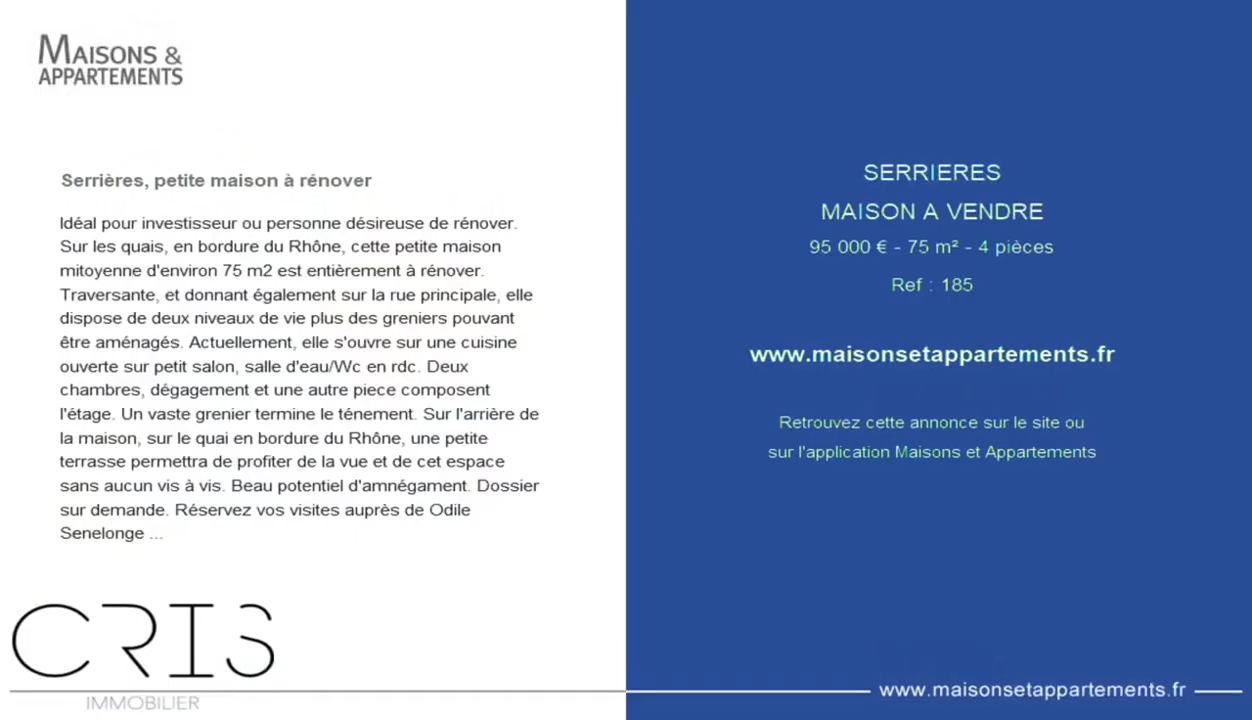 MAISONS &
APPARTEMENTS
Serrières, petite maison à rénover
Idéal pour investisseur ou personne désireuse de rénover.
Sur les quais, en bordure du Rhône, cette petite maison
mitoyenne d'environ 75 m2 est entièrement à rénover.
Traversante, et donnant également sur la rue principale, elle
dispose de deux niveaux de vie plus des greniers pouvant
être aménagés. Actuellement, elle s'ouvre sur une cuisine
ouverte sur petit salon, salle d'eau/Wc en rdc. Deux
chambres, dégagement et une autre piece composent
l'étage. Un vaste grenier termine le ténement. Sur l'arrière de
la maison, sur le quai en bordure du Rhône, une petite
terrasse permettra de profiter de la vue et de cet espace
sans aucun vis à vis. Beau potentiel d'amnégament. Dossier
sur demande. Réservez vos visites auprès de Odile
Senelonge ...
CRIS
IMMOBILIER
SERRIERES
MAISON A VENDRE
95 000 € - 75 m² - 4 pièces
Ref : 185
www.maisonsetappartements.fr
Retrouvez cette annonce sur le site ou
sur l'application Maisons et Appartements
www.maisonsetappartements.fr